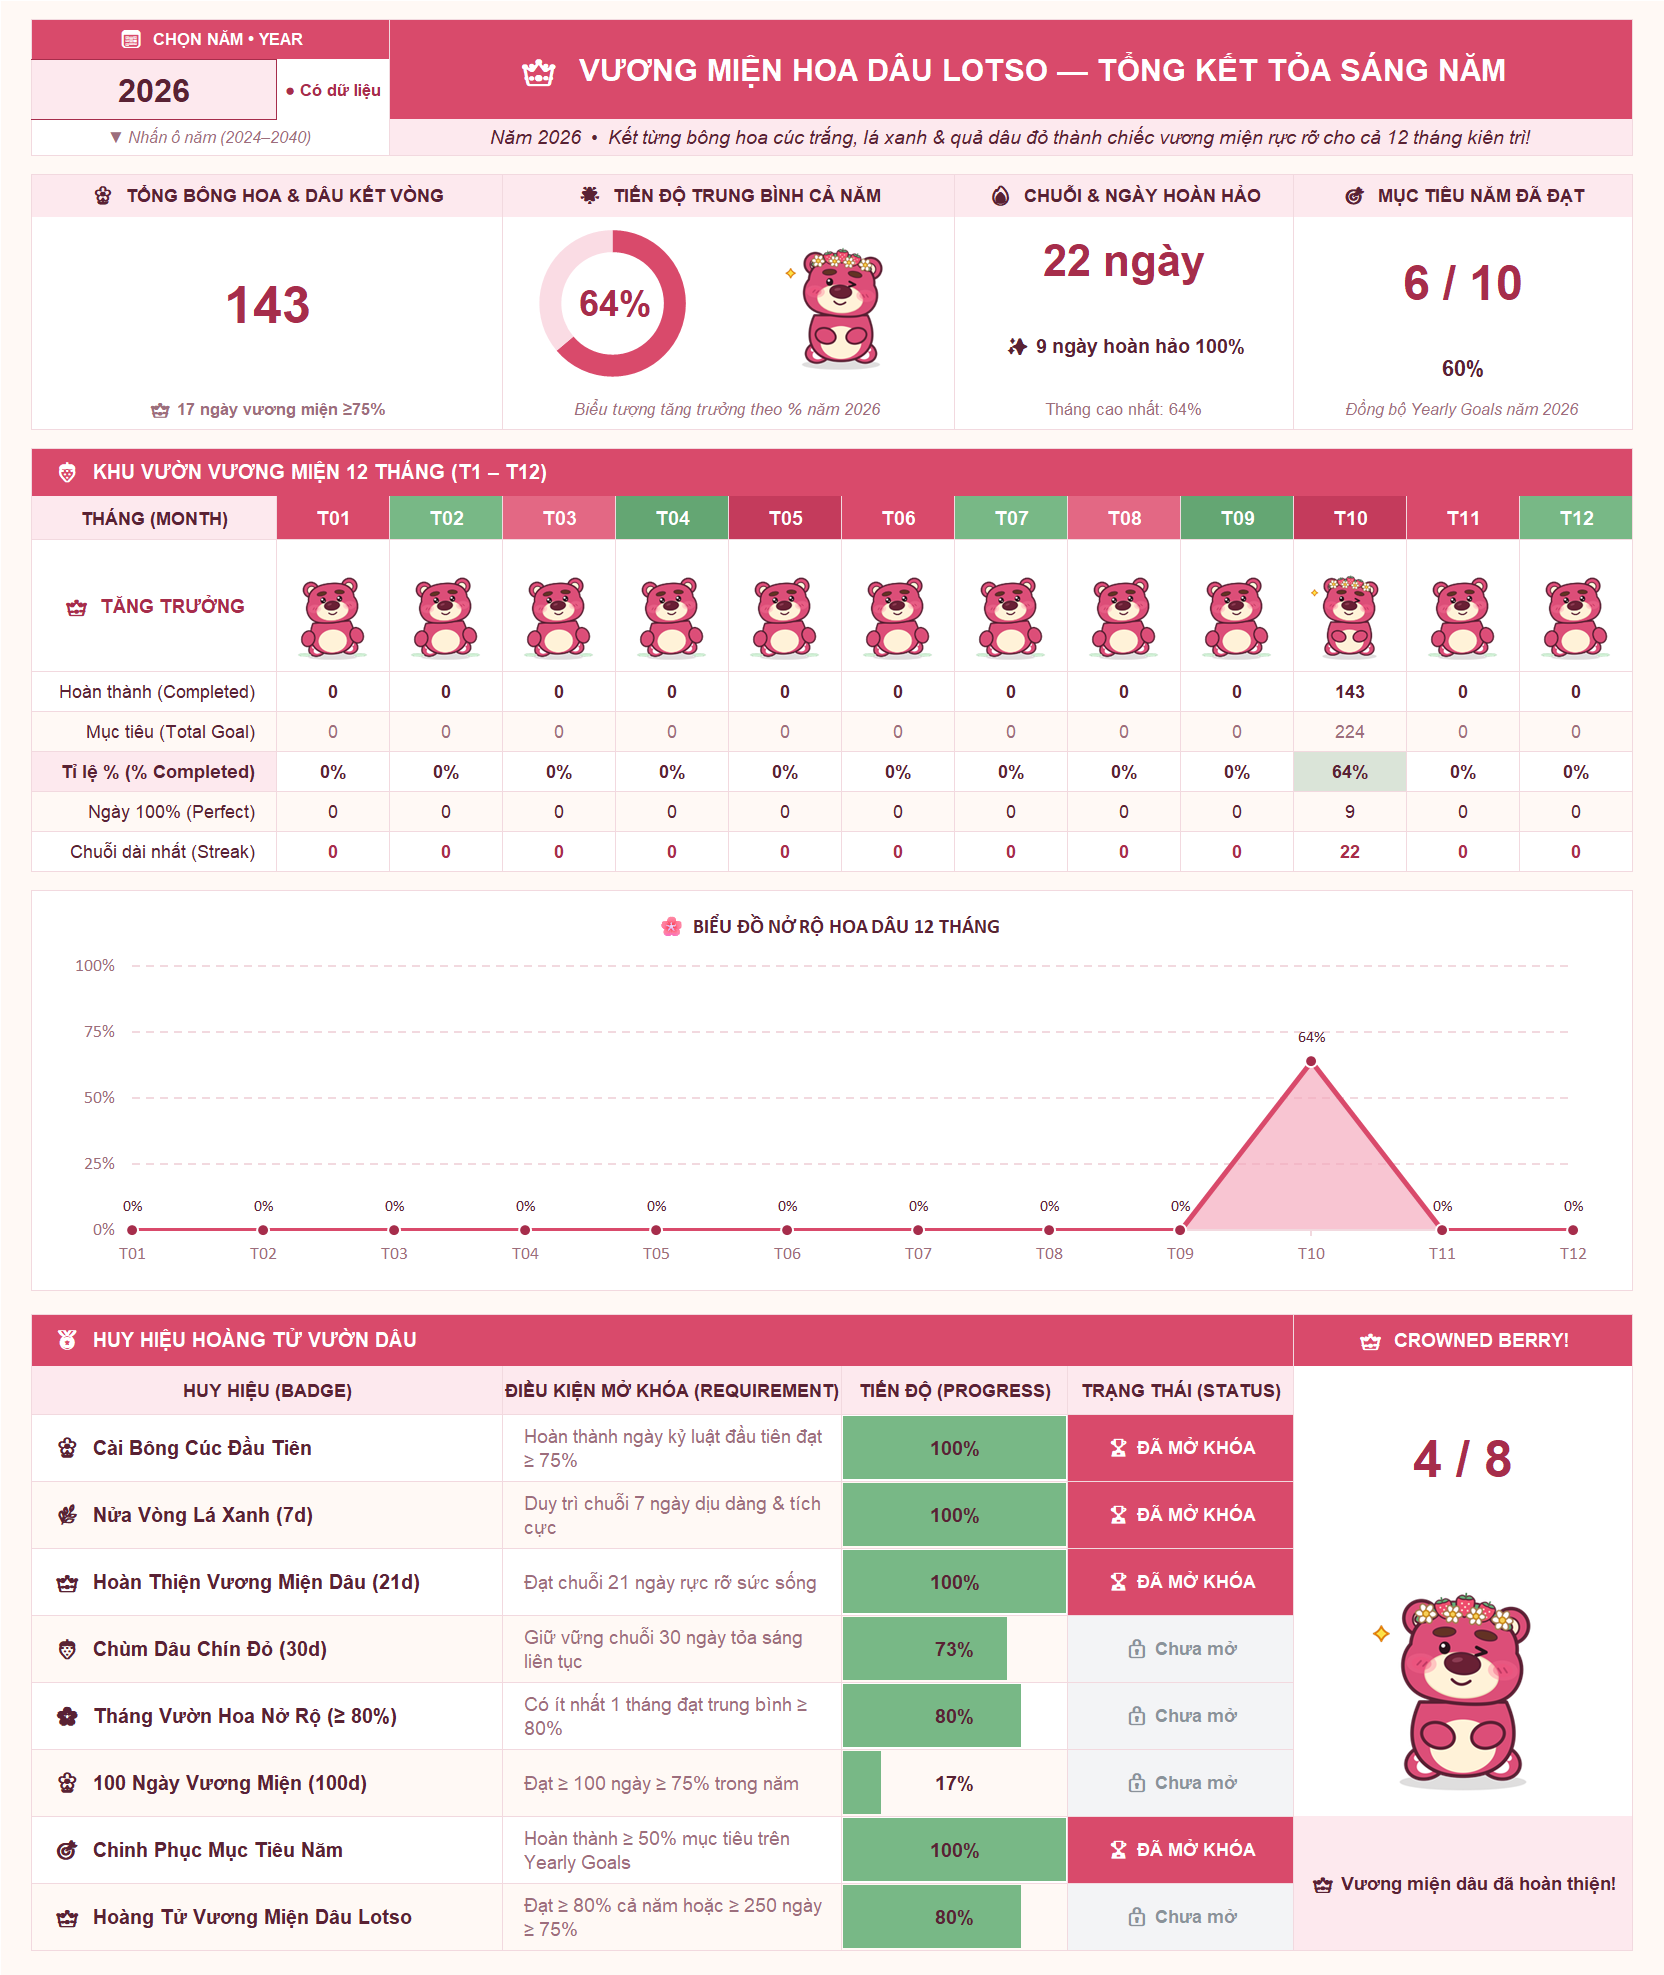 CHỌN NĂM • YEAR
2026
● Có dữ liệu
▼ Nhấn ô năm (2024–2040)
VƯƠNG MIỆN HOA DÂU LOTSO — TỔNG KẾT TỎA SÁNG NĂM
Năm 2026 • Kết từng bông hoa cúc trắng, lá xanh & quả dâu đỏ thành chiếc vương miện rực rỡ cho cả 12 tháng kiên trì!
TỔNG BÔNG HOA & DÂU KẾT VÒNG
143
17 ngày vương miện ≥75%
TIẾN ĐỘ TRUNG BÌNH CẢ NĂM
64%
Biểu tượng tăng trưởng theo % năm 2026
CHUỖI & NGÀY HOÀN HẢO
22 ngày
9 ngày hoàn hảo 100%
Tháng cao nhất: 64%
MỤC TIÊU NĂM ĐÃ ĐẠT
6 / 10
60%
Đồng bộ Yearly Goals năm 2026
KHU VƯỜN VƯƠNG MIỆN 12 THÁNG (T1 – T12)
THÁNG (MONTH) T01 T02 T03 T04 T05 T06 T07 T08 T09 T10 T11 T12
TĂNG TRƯỞNG
Hoàn thành (Completed) 0 0 0 0 0 0 0 0 0 143 0 0
Mục tiêu (Total Goal) 0 0 0 0 0 0 0 0 0 224 0 0
Tỉ lệ % (% Completed) 0% 0% 0% 0% 0% 0% 0% 0% 0% 64% 0% 0%
Ngày 100% (Perfect) 0 0 0 0 0 0 0 0 0 9 0 0
Chuỗi dài nhất (Streak) 0 0 0 0 0 0 0 0 0 22 0 0
BIỂU ĐỒ NỞ RỘ HOA DÂU 12 THÁNG
100%
75%
64%
50%
25%
0% 0% 0% 0% 0% 0% 0% 0% 0% 0% 0%
0%
T01 T02 T03 T04 T05 T06 T07 T08 T09 T10 T11 T12
HUY HIỆU HOÀNG TỬ VƯỜN DÂU
HUY HIỆU (BADGE) ĐIỀU KIỆN MỞ KHÓA (REQUIREMENT) TIẾN ĐỘ (PROGRESS) TRẠNG THÁI (STATUS)
Cài Bông Cúc Đầu Tiên
Hoàn thành ngày kỷ luật đầu tiên đạt
≥ 75%
100%
ĐÃ MỞ KHÓA
Nửa Vòng Lá Xanh (7d)
Duy trì chuỗi 7 ngày dịu dàng & tích
cực
100%
ĐÃ MỞ KHÓA
Hoàn Thiện Vương Miện Dâu (21d)
Đạt chuỗi 21 ngày rực rỡ sức sống
100%
ĐÃ MỞ KHÓA
Chùm Dâu Chín Đỏ (30d)
Giữ vững chuỗi 30 ngày tỏa sáng
liên tục
73%
Chưa mở
Tháng Vườn Hoa Nở Rộ (≥ 80%)
Có ít nhất 1 tháng đạt trung bình ≥
80%
80%
Chưa mở
100 Ngày Vương Miện (100d)
Đạt ≥ 100 ngày ≥ 75% trong năm
17%
Chưa mở
Chinh Phục Mục Tiêu Năm
Hoàn thành ≥ 50% mục tiêu trên
Yearly Goals
100%
ĐÃ MỞ KHÓA
Hoàng Tử Vương Miện Dâu Lotso
Đạt ≥ 80% cả năm hoặc ≥ 250 ngày
≥ 75%
80%
Chưa mở
CROWNED BERRY!
4 / 8
Vương miện dâu đã hoàn thiện!